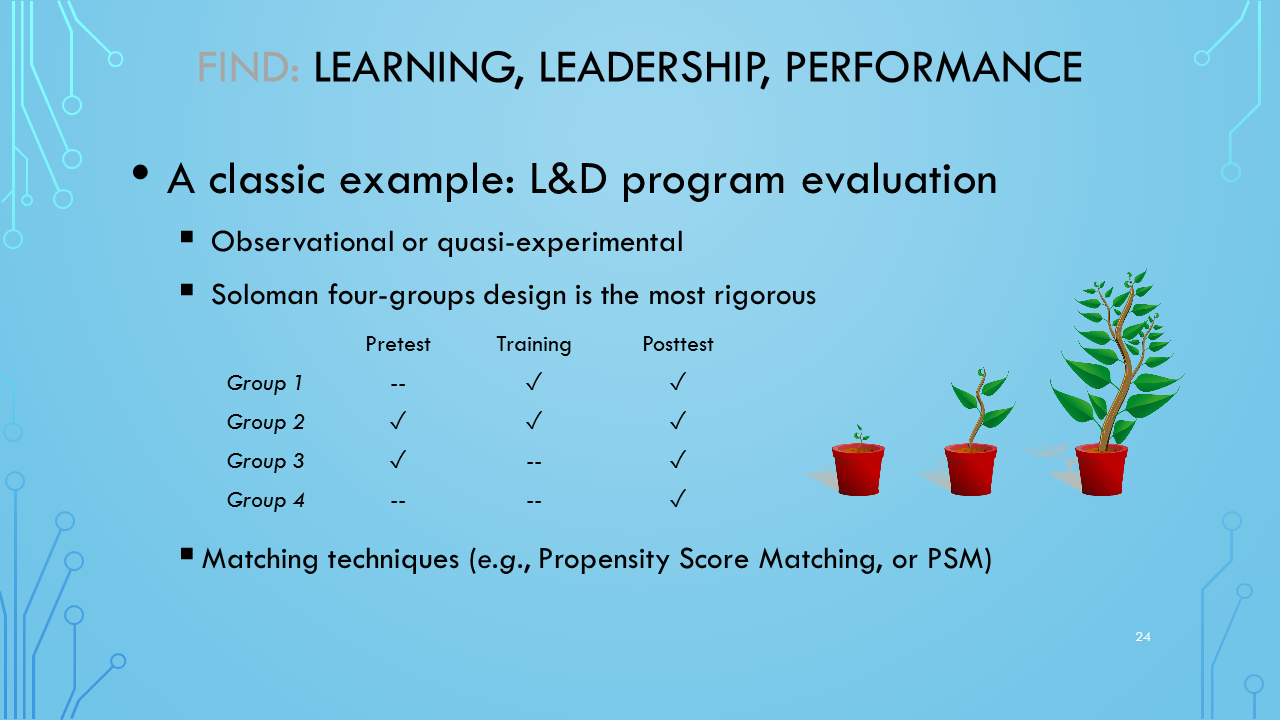 FIND: LEARNING, LEADERSHIP, PERFORMANCE
• A classic example: L&D program evaluation
▪ Observational or quasi-experimental
▪ Soloman four-groups design is the most rigorous
Pretest Training Posttest
Group 1 -- ✓ ✓
Group 2 ✓ ✓ ✓
Group 3 ✓ -- ✓
Group 4 -- -- ✓
▪ Matching techniques (e.g., Propensity Score Matching, or PSM)
24